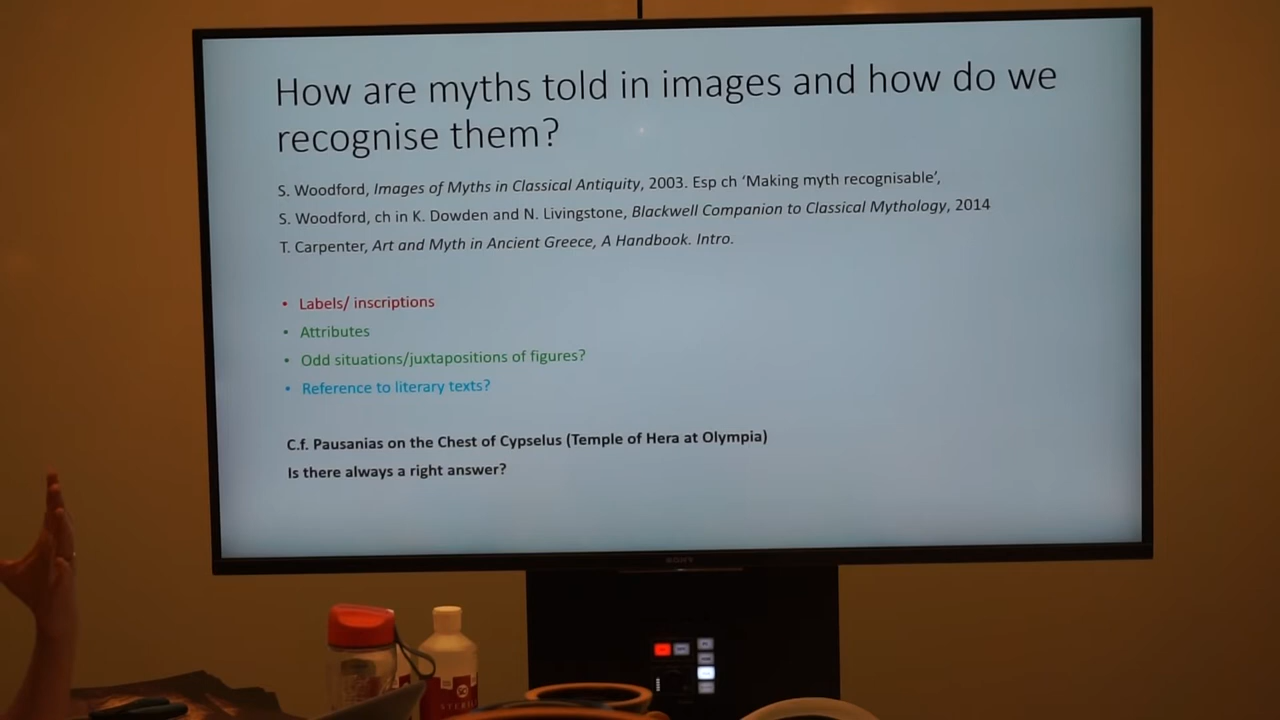 How are myths told in images and how do we
recognise them?
S. Woodford, Images of Myths in Classical Antiquity, 2003. Esp ch ‘Making myth recognisable’,
S. Woodford, ch in K. Dowden and N. Livingstone, Blackwell Companion to Classical Mythology, 2014
T. Carpenter, Art and Myth in Ancient Greece, A Handbook. Intro.
• Labels/ inscriptions
• Attributes
• Odd situations/juxtapositions of figures?
• Reference to literary texts?
C.f. Pausanias on the Chest of Cypselus (Temple of Hera at Olympia)
Is there always a right answer?
SONY